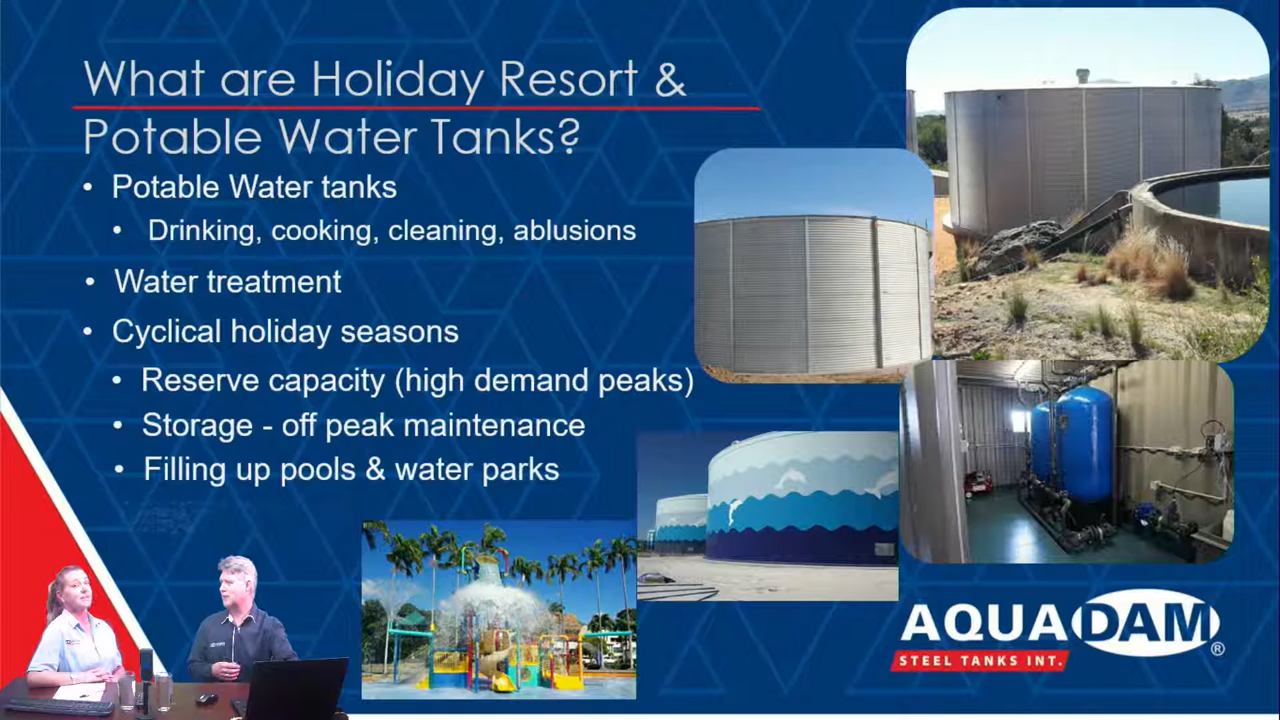 What are Holiday Resort &
Potable Water Tanks?
• Potable Water tanks
• Drinking, cooking, cleaning, ablusions
• Water treatment
• Cyclical holiday seasons
• Reserve capacity (high demand peaks)
• Storage - off peak maintenance
• Filling up pools & water parks
AQUADAM®
STEEL TANKS INT.